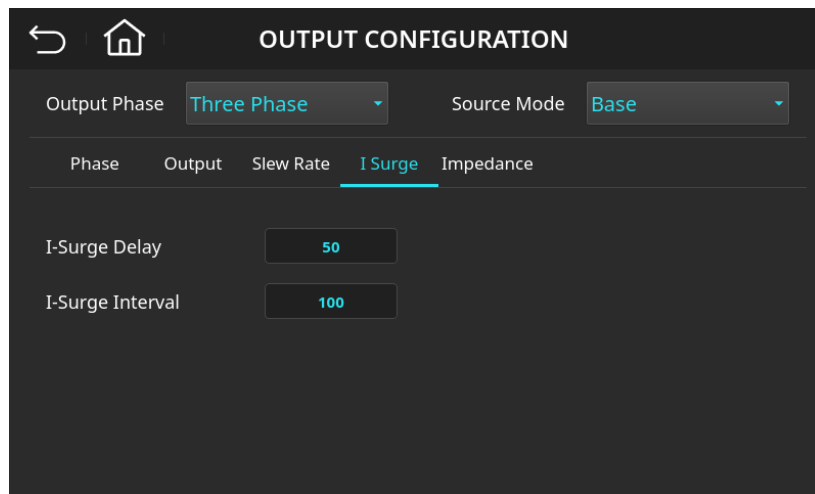 OUTPUT CONFIGURATION
Output Phase Three Phase Source Mode Base
Phase Output Slew Rate I Surge Impedance
I-Surge Delay 50
I-Surge Interval 100